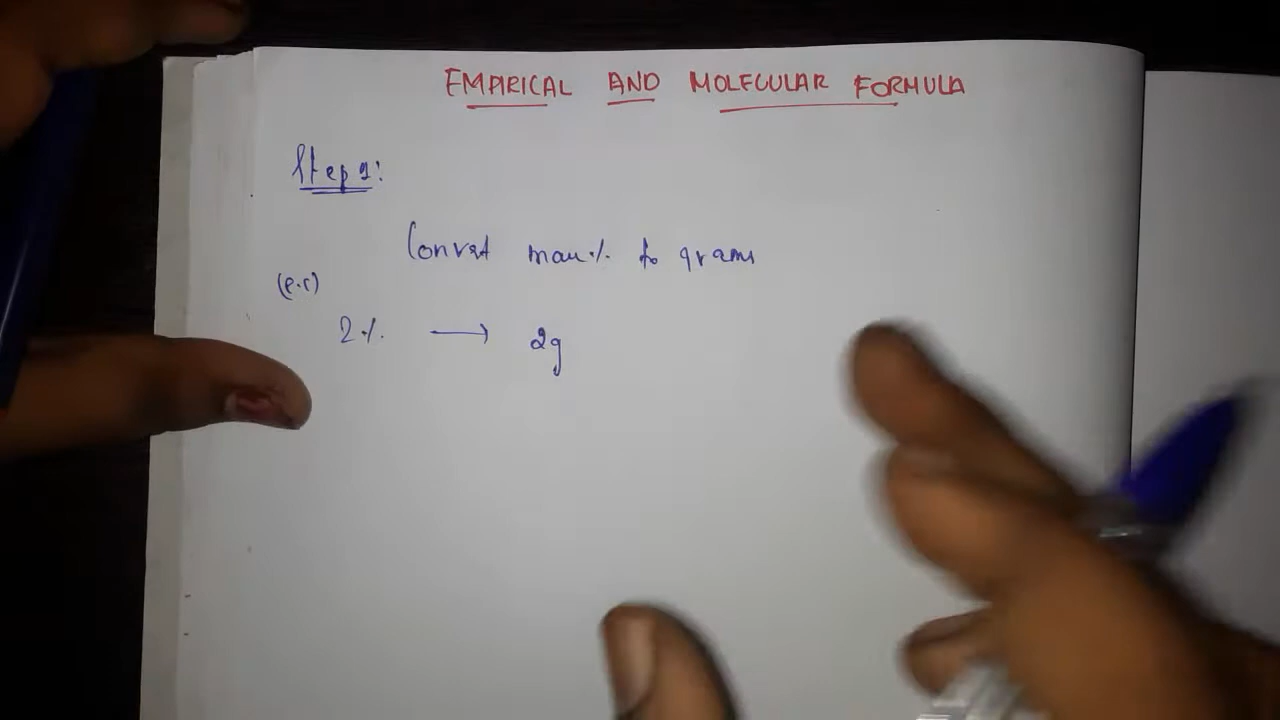 EMPIRICAL AND MOLECULAR FORMULA
Step 1:
Convert mass % to grams
(e.g)
2% → 2g